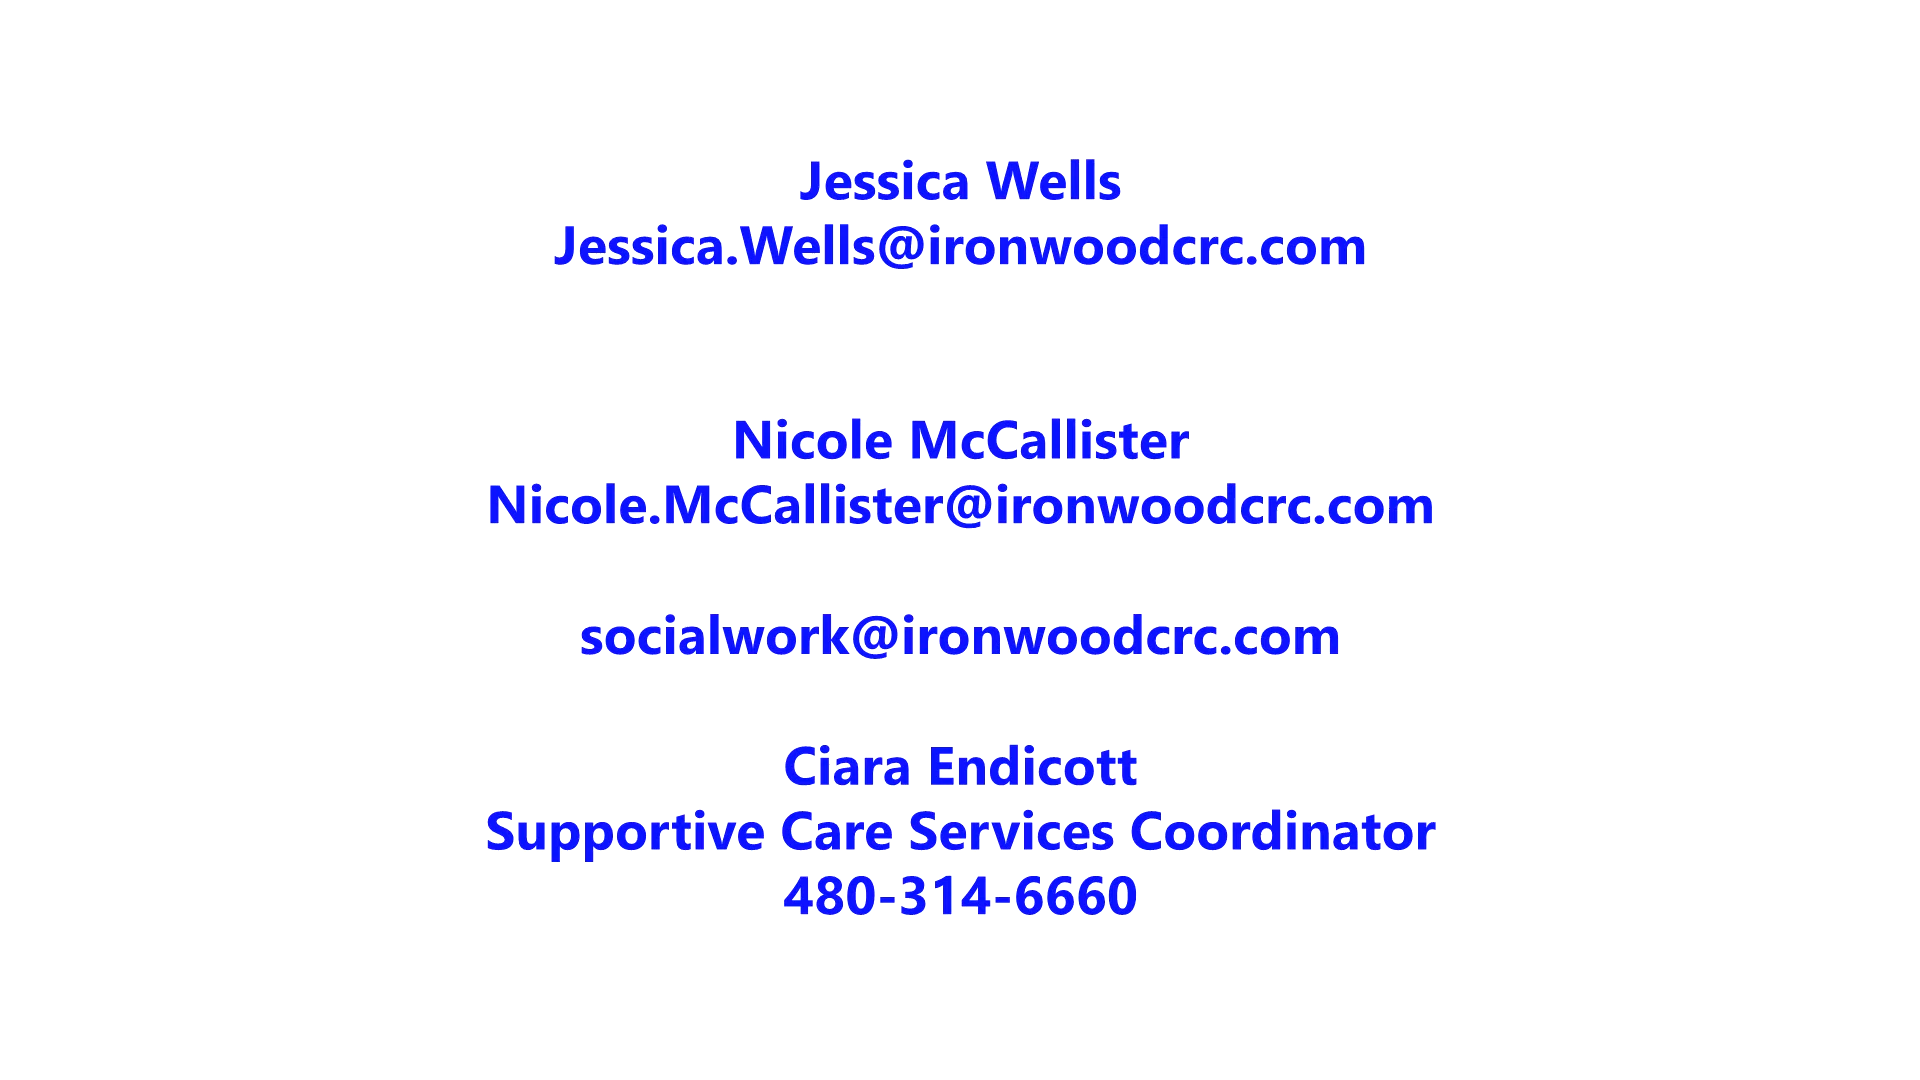 Jessica Wells
Jessica.Wells@ironwoodcrc.com
Nicole McCallister
Nicole.McCallister@ironwoodcrc.com
socialwork@ironwoodcrc.com
Ciara Endicott
Supportive Care Services Coordinator
480-314-6660